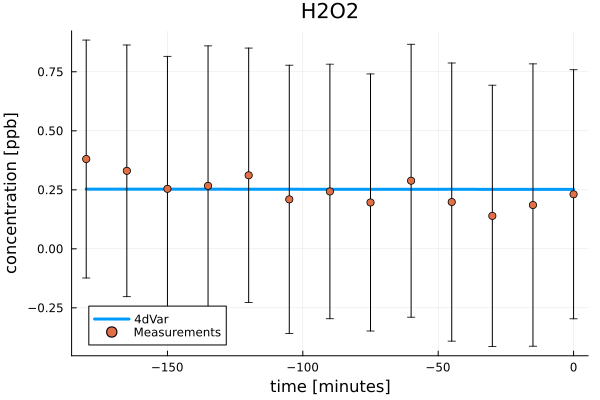 H2O2
concentration [ppb]
0.75
0.50
0.25
0.00
−0.25
4dVar
Measurements
−150
−100
−50
0
time [minutes]